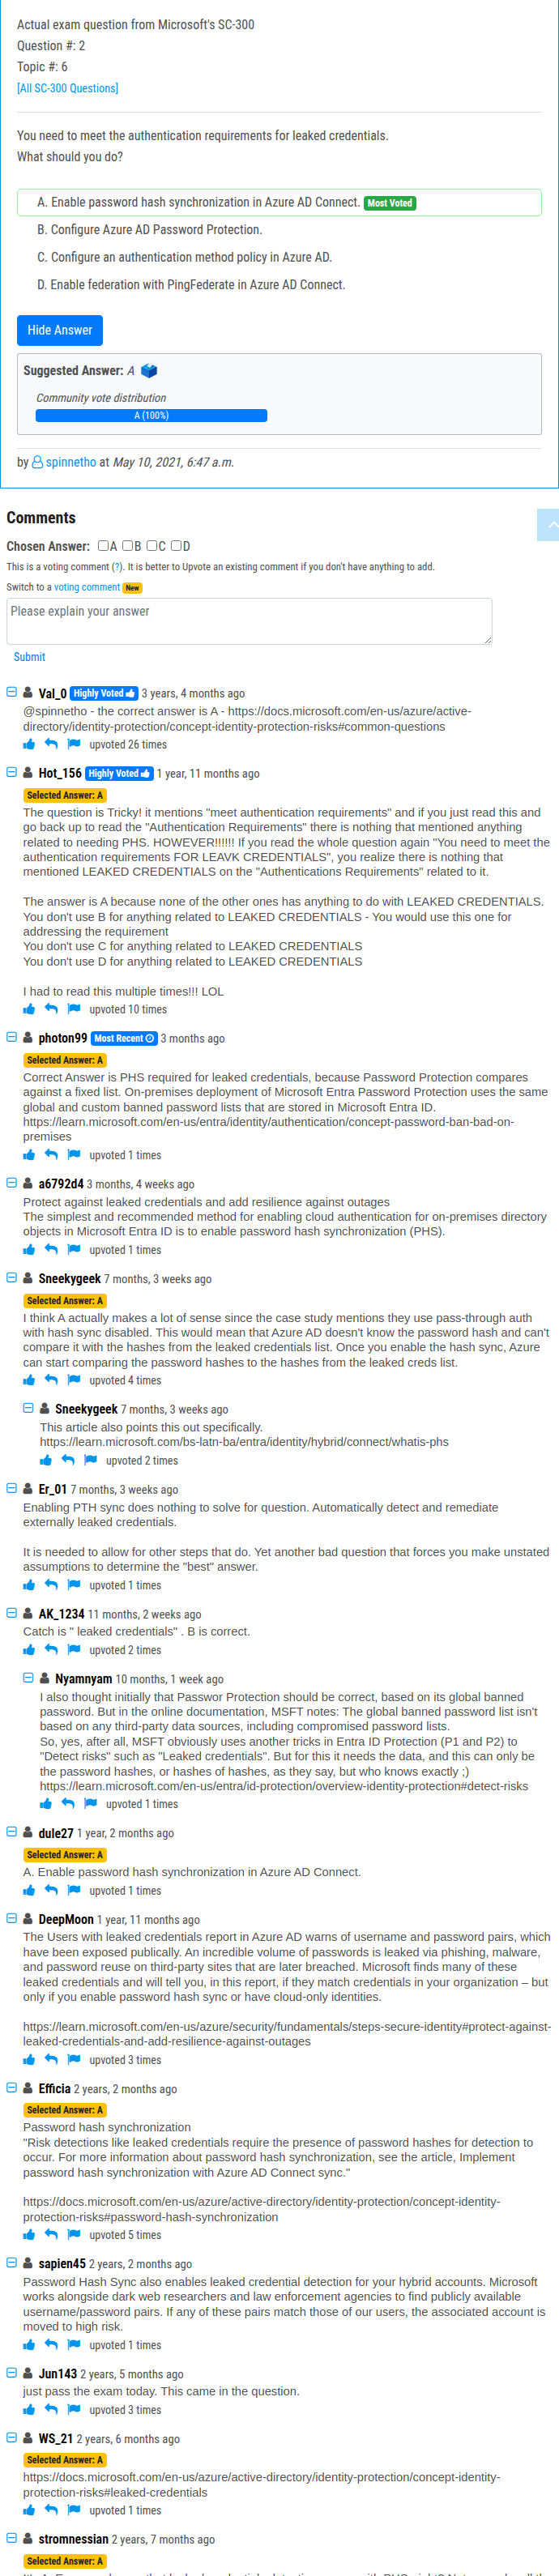 Actual exam question from Microsoft's SC-300
Question #: 2
Topic #: 6
[All SC-300 Questions]
You need to meet the authentication requirements for leaked credentials.
What should you do?
A. Enable password hash synchronization in Azure AD Connect. Most Voted
B. Configure Azure AD Password Protection.
C. Configure an authentication method policy in Azure AD.
D. Enable federation with PingFederate in Azure AD Connect.
Hide Answer
Suggested Answer: A
Community vote distribution
A (100%)
by spinnetho at May 10, 2021, 6:47 a.m.
Comments
Chosen Answer: A B C D
This is a voting comment (?). It is better to Upvote an existing comment if you don't have anything to add.
Switch to a voting comment New
Please explain your answer
Submit
Val_0 Highly Voted 3 years, 4 months ago
@spinnetho - the correct answer is A - https://docs.microsoft.com/en-us/azure/active-
directory/identity-protection/concept-identity-protection-risks#common-questions
upvoted 26 times
Hot_156 Highly Voted 1 year, 11 months ago
Selected Answer: A
The question is Tricky! it mentions "meet authentication requirements" and if you just read this and
go back up to read the "Authentication Requirements" there is nothing that mentioned anything
related to needing PHS. HOWEVER!!!!!! If you read the whole question again "You need to meet the
authentication requirements FOR LEAVK CREDENTIALS", you realize there is nothing that
mentioned LEAKED CREDENTIALS on the "Authentications Requirements" related to it.
The answer is A because none of the other ones has anything to do with LEAKED CREDENTIALS.
You don't use B for anything related to LEAKED CREDENTIALS - You would use this one for
addressing the requirement
You don't use C for anything related to LEAKED CREDENTIALS
You don't use D for anything related to LEAKED CREDENTIALS
I had to read this multiple times!!! LOL
upvoted 10 times
photon99 Most Recent 3 months ago
Selected Answer: A
Correct Answer is PHS required for leaked credentials, because Password Protection compares
against a fixed list. On-premises deployment of Microsoft Entra Password Protection uses the same
global and custom banned password lists that are stored in Microsoft Entra ID.
https://learn.microsoft.com/en-us/entra/identity/authentication/concept-password-ban-bad-on-
premises
upvoted 1 times
a6792d4 3 months, 4 weeks ago
Protect against leaked credentials and add resilience against outages
The simplest and recommended method for enabling cloud authentication for on-premises directory
objects in Microsoft Entra ID is to enable password hash synchronization (PHS).
upvoted 1 times
Sneekygeek 7 months, 3 weeks ago
Selected Answer: A
I think A actually makes a lot of sense since the case study mentions they use pass-through auth
with hash sync disabled. This would mean that Azure AD doesn't know the password hash and can't
compare it with the hashes from the leaked credentials list. Once you enable the hash sync, Azure
can start comparing the password hashes to the hashes from the leaked creds list.
upvoted 4 times
Sneekygeek 7 months, 3 weeks ago
This article also points this out specifically.
https://learn.microsoft.com/bs-latn-ba/entra/identity/hybrid/connect/whatis-phs
upvoted 2 times
Er_01 7 months, 3 weeks ago
Enabling PTH sync does nothing to solve for question. Automatically detect and remediate
externally leaked credentials.
It is needed to allow for other steps that do. Yet another bad question that forces you make unstated
assumptions to determine the "best" answer.
upvoted 1 times
AK_1234 11 months, 2 weeks ago
Catch is " leaked credentials" . B is correct.
upvoted 2 times
Nyamnyam 10 months, 1 week ago
I also thought initially that Passwor Protection should be correct, based on its global banned
password. But in the online documentation, MSFT notes: The global banned password list isn't
based on any third-party data sources, including compromised password lists.
So, yes, after all, MSFT obviously uses another tricks in Entra ID Protection (P1 and P2) to
"Detect risks" such as "Leaked credentials". But for this it needs the data, and this can only be
the password hashes, or hashes of hashes, as they say, but who knows exactly ;)
https://learn.microsoft.com/en-us/entra/id-protection/overview-identity-protection#detect-risks
upvoted 1 times
dule27 1 year, 2 months ago
Selected Answer: A
A. Enable password hash synchronization in Azure AD Connect.
upvoted 1 times
DeepMoon 1 year, 11 months ago
The Users with leaked credentials report in Azure AD warns of username and password pairs, which
have been exposed publically. An incredible volume of passwords is leaked via phishing, malware,
and password reuse on third-party sites that are later breached. Microsoft finds many of these
leaked credentials and will tell you, in this report, if they match credentials in your organization – but
only if you enable password hash sync or have cloud-only identities.
https://learn.microsoft.com/en-us/azure/security/fundamentals/steps-secure-identity#protect-against-
leaked-credentials-and-add-resilience-against-outages
upvoted 3 times
Efficia 2 years, 2 months ago
Selected Answer: A
Password hash synchronization
"Risk detections like leaked credentials require the presence of password hashes for detection to
occur. For more information about password hash synchronization, see the article, Implement
password hash synchronization with Azure AD Connect sync."
https://docs.microsoft.com/en-us/azure/active-directory/identity-protection/concept-identity-
protection-risks#password-hash-synchronization
upvoted 5 times
sapien45 2 years, 2 months ago
Password Hash Sync also enables leaked credential detection for your hybrid accounts. Microsoft
works alongside dark web researchers and law enforcement agencies to find publicly available
username/password pairs. If any of these pairs match those of our users, the associated account is
moved to high risk.
upvoted 1 times
Jun143 2 years, 5 months ago
just pass the exam today. This came in the question.
upvoted 3 times
WS_21 2 years, 6 months ago
Selected Answer: A
https://docs.microsoft.com/en-us/azure/active-directory/identity-protection/concept-identity-
protection-risks#leaked-credentials
upvoted 1 times
stromnessian 2 years, 7 months ago
Selected Answer: A